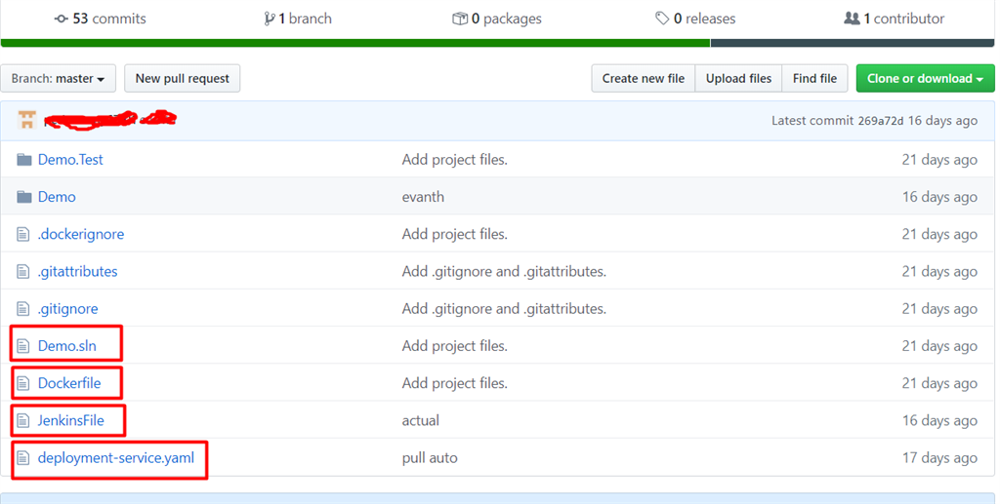 53 commits 1 branch 0 packages 0 releases 1 contributor
Branch: master New pull request Create new file Upload files Find file Clone or download
Latest commit 269a72d 16 days ago
Demo.Test Add project files. 21 days ago
Demo evanth 16 days ago
.dockerignore Add project files. 21 days ago
.gitattributes Add .gitignore and .gitattributes. 21 days ago
.gitignore Add .gitignore and .gitattributes. 21 days ago
Demo.sln Add project files. 21 days ago
Dockerfile Add project files. 21 days ago
JenkinsFile actual 16 days ago
deployment-service.yaml pull auto 17 days ago